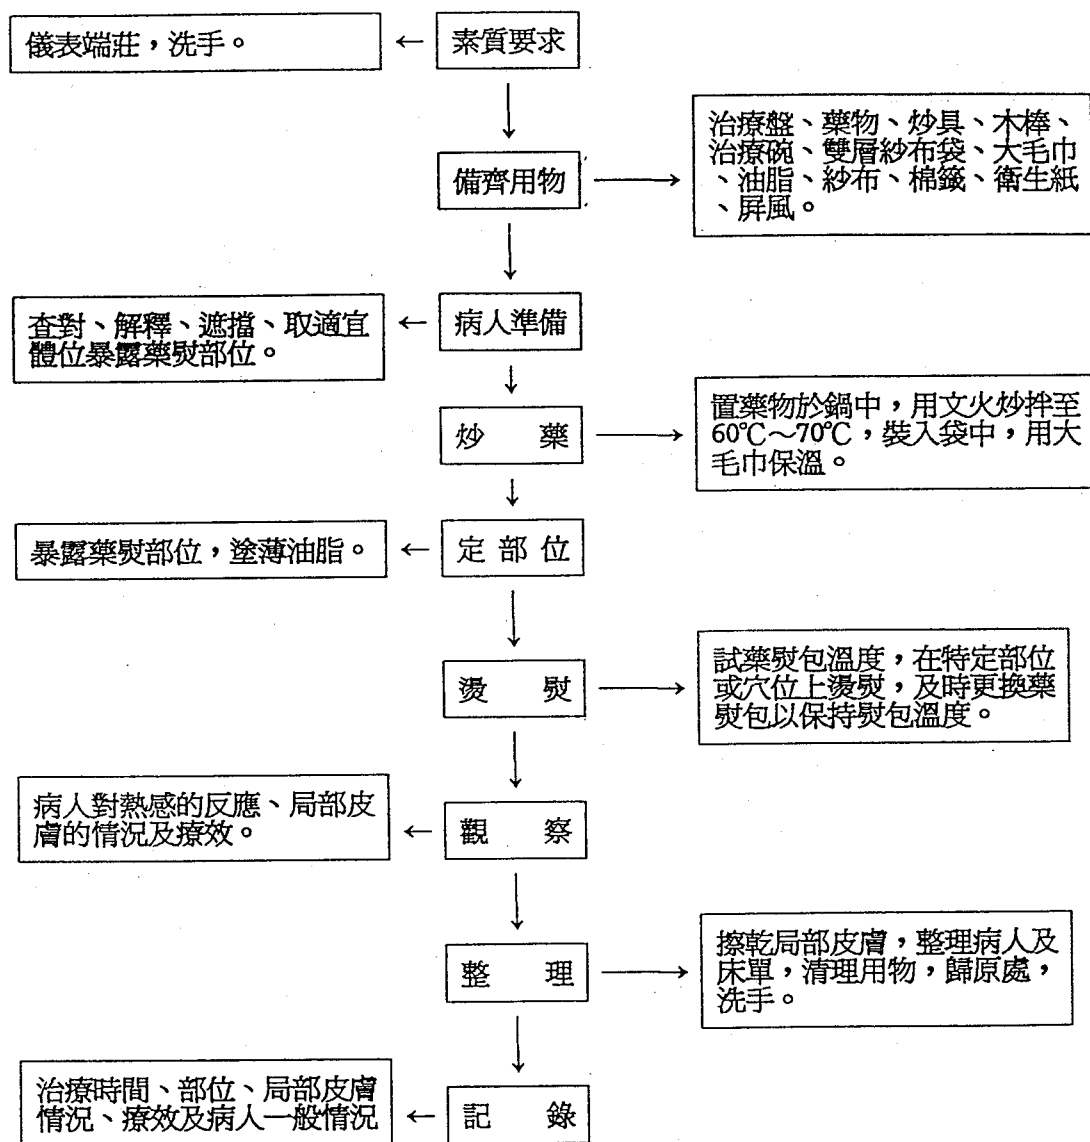 儀表端莊，洗手。
←
素質要求
治療盤、藥物、炒具、木棒、
治療碗、雙層紗布袋、大毛巾
、油脂、紗布、棉籤、衛生紙
、屏風。
備齊用物
查對、解釋、遮擋、取適宜
體位暴露藥熨部位。
病人準備
置藥物於鍋中，用文火炒拌至
60℃～70℃，裝入袋中，用大
毛巾保溫。
炒 藥
暴露藥熨部位，塗薄油脂。
定部位
試藥熨包溫度，在特定部位
或穴位上燙熨，及時更換藥
熨包以保持熨包溫度。
燙 熨
病人對熱感的反應、局部皮
膚的情況及療效。
觀 察
擦乾局部皮膚，整理病人及
床單，清理用物，歸原處，
洗手。
整 理
治療時間、部位、局部皮膚
情況、療效及病人一般情況
記 錄